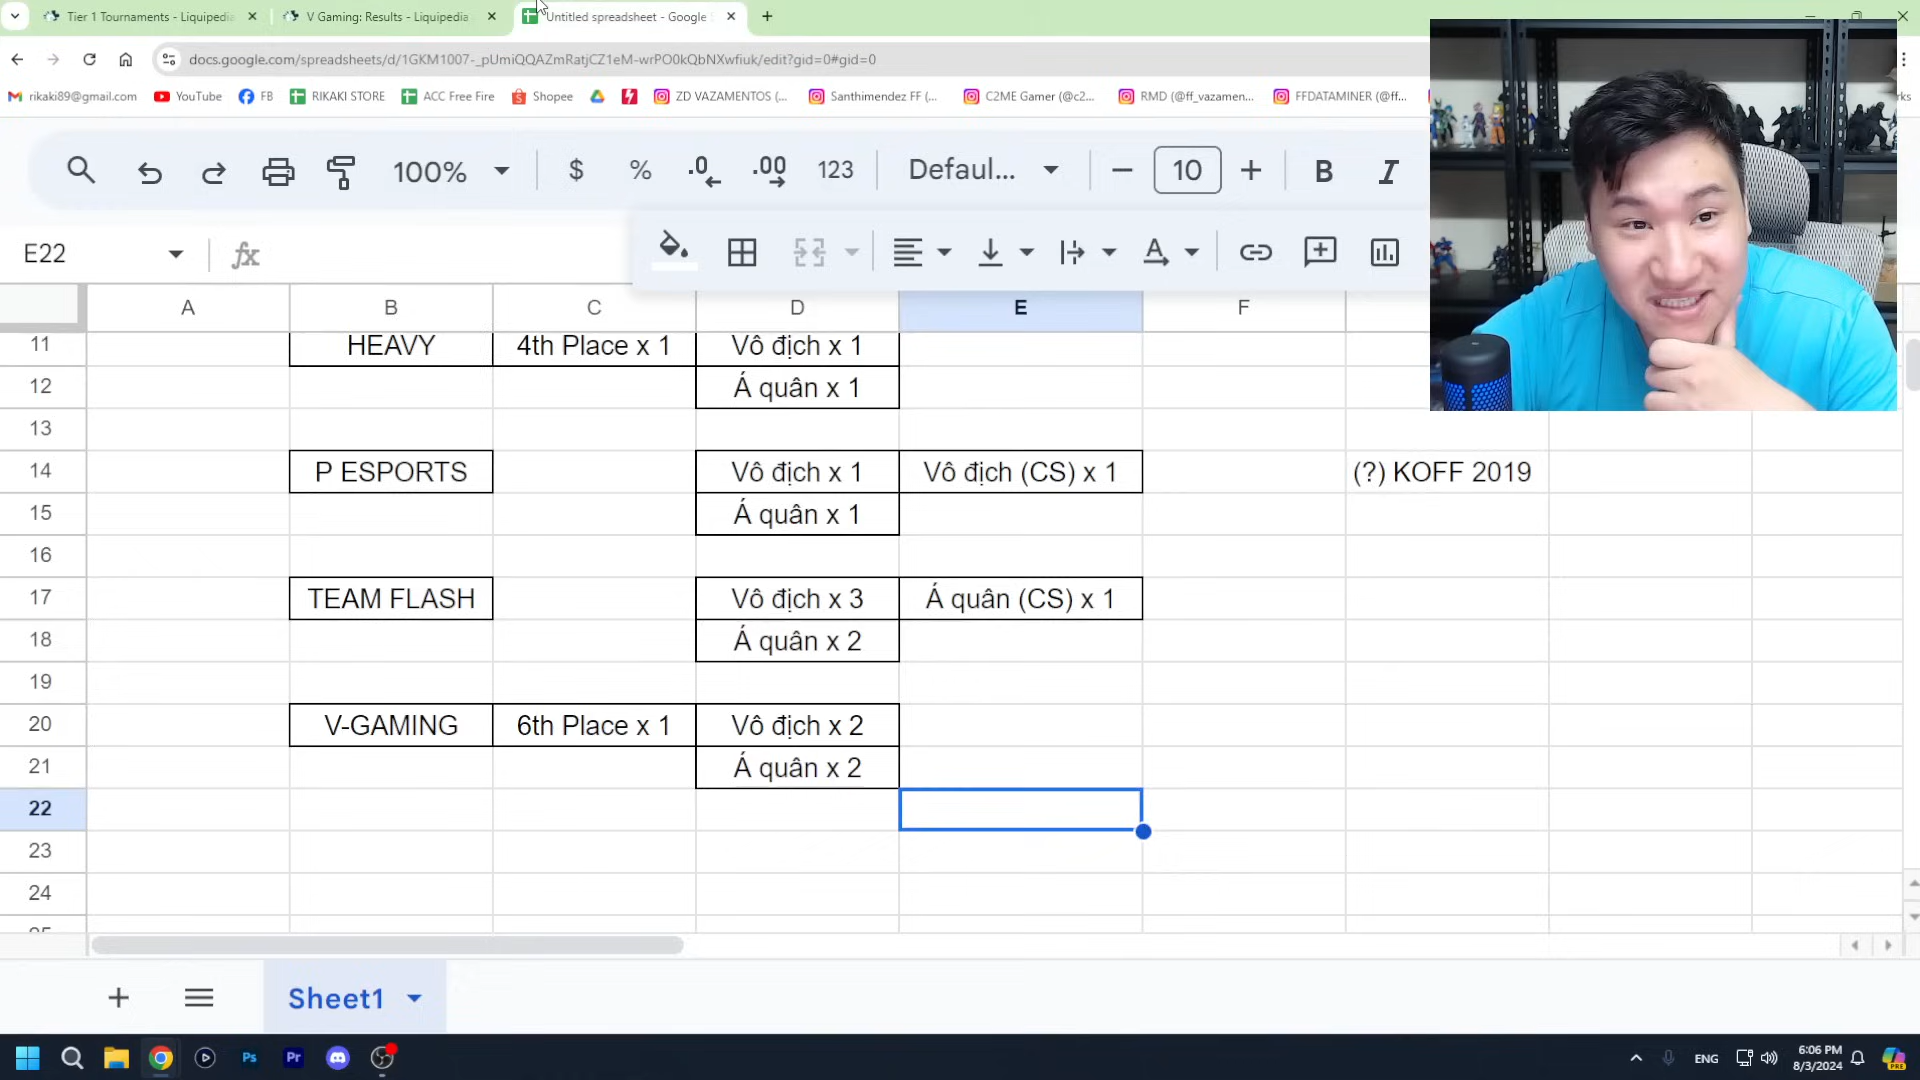 Tier 1 Tournaments - Liquipedia
V Gaming: Results - Liquipedia
Untitled spreadsheet - Google
docs.google.com/spreadsheets/d/1GKM1007-_pUmiQQAZmRatjCZ1eM-wrPO0kQbNXwfiuk/edit?gid=0#gid=0
rikaki89@gmail.com
YouTube
FB
RIKAKI STORE
ACC Free Fire
Shopee
ZD VAZAMENTOS (...
Santhimendez FF (...
C2ME Gamer (@c2...
RMD (@ff_vazamen...
FFDATAMINER (@ff...
100%
$
%
.0
.00
123
Defaul...
10
B
I
E22
fx
A
A B C D E F
11 HEAVY 4th Place x 1 Vô địch x 1
12 Á quân x 1
13
14 P ESPORTS Vô địch x 1 Vô địch (CS) x 1 (?) KOFF 2019
15 Á quân x 1
16
17 TEAM FLASH Vô địch x 3 Á quân (CS) x 1
18 Á quân x 2
19
20 V-GAMING 6th Place x 1 Vô địch x 2
21 Á quân x 2
22
23
24
Sheet1
Ps
Pr
ENG
6:06 PM
8/3/2024
PRE